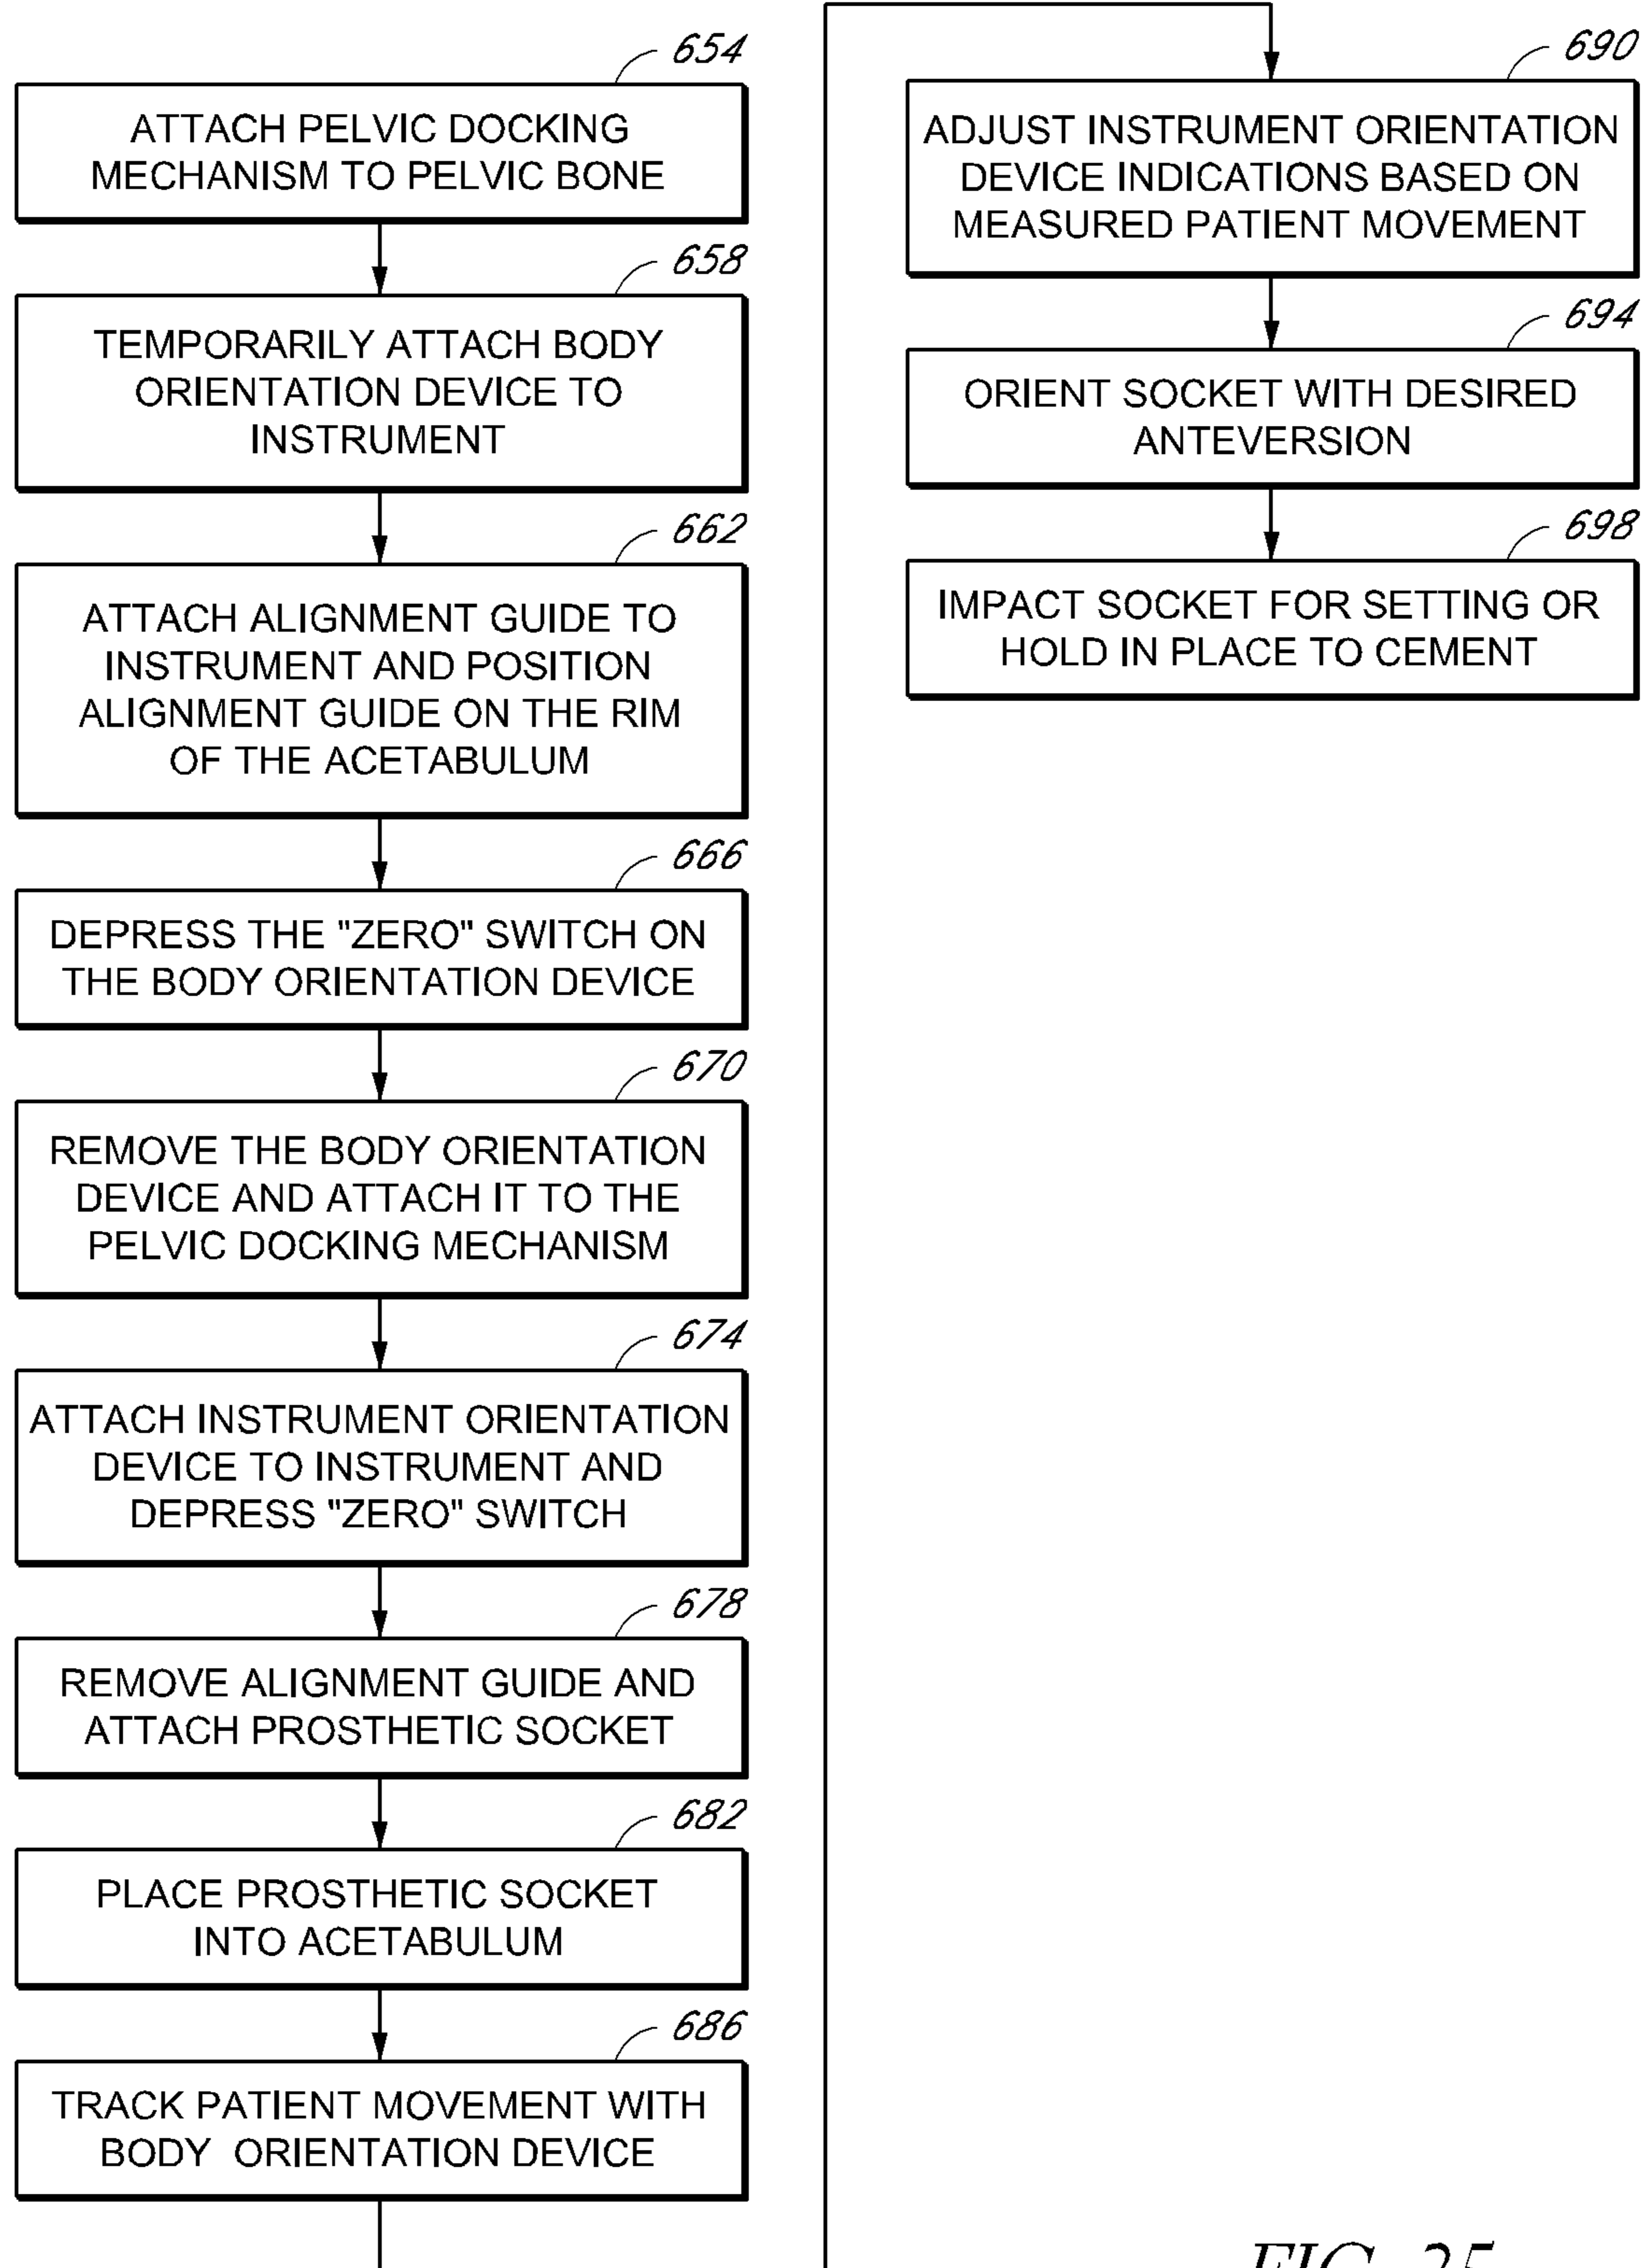 654
ATTACH PELVIC DOCKING
MECHANISM TO PELVIC BONE
658
TEMPORARILY ATTACH BODY
ORIENTATION DEVICE TO
INSTRUMENT
662
ATTACH ALIGNMENT GUIDE TO
INSTRUMENT AND POSITION
ALIGNMENT GUIDE ON THE RIM
OF THE ACETABULUM
666
DEPRESS THE "ZERO" SWITCH ON
THE BODY ORIENTATION DEVICE
670
REMOVE THE BODY ORIENTATION
DEVICE AND ATTACH IT TO THE
PELVIC DOCKING MECHANISM
674
ATTACH INSTRUMENT ORIENTATION
DEVICE TO INSTRUMENT AND
DEPRESS "ZERO" SWITCH
678
REMOVE ALIGNMENT GUIDE AND
ATTACH PROSTHETIC SOCKET
682
PLACE PROSTHETIC SOCKET
INTO ACETABULUM
686
TRACK PATIENT MOVEMENT WITH
BODY ORIENTATION DEVICE
690
ADJUST INSTRUMENT ORIENTATION
DEVICE INDICATIONS BASED ON
MEASURED PATIENT MOVEMENT
694
ORIENT SOCKET WITH DESIRED
ANTEVERSION
698
IMPACT SOCKET FOR SETTING OR
HOLD IN PLACE TO CEMENT
FIG. 25